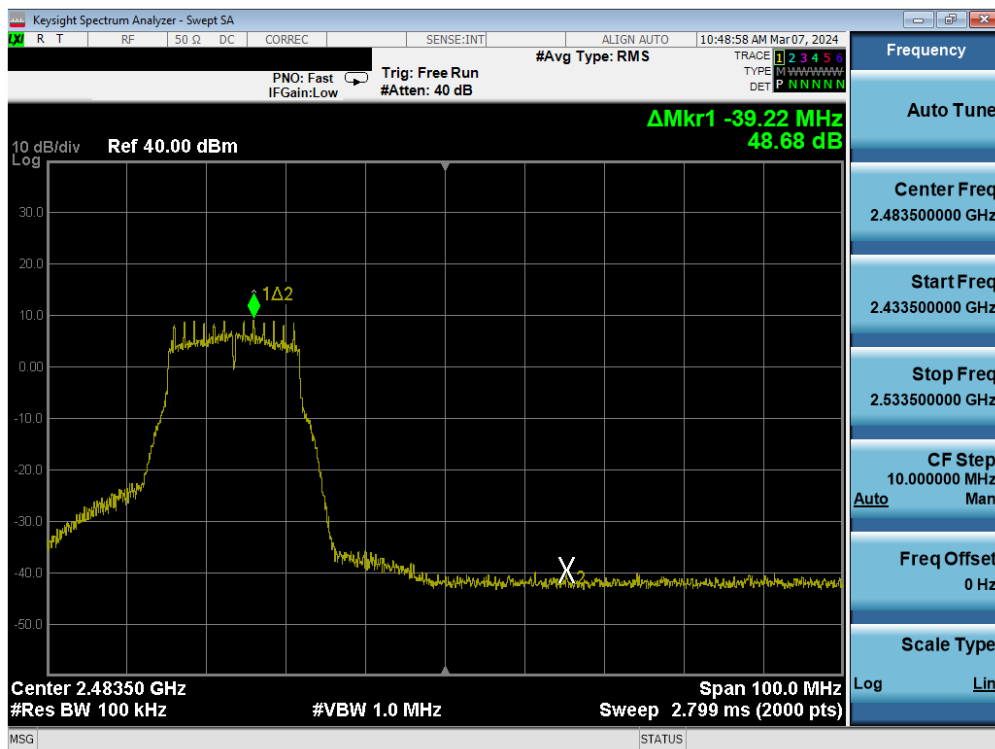 Keysight Spectrum Analyzer - Swept SA
LXI R T RF 50 Ω DC CORREC SENSE:INT ALIGN AUTO 10:48:58 AM Mar 07, 2024
#Avg Type: RMS TRACE 1 2 3 4 5 6
PNO: Fast Trig: Free Run TYPE M WWWWW
IFGain:Low #Atten: 40 dB DET P N N N N N
ΔMkr1 -39.22 MHz
48.68 dB
10 dB/div Ref 40.00 dBm
Log
30.0
20.0
10.0
0.00
-10.0
-20.0
-30.0
-40.0
-50.0
1Δ2
X2
Center 2.48350 GHz Span 100.0 MHz
#Res BW 100 kHz #VBW 1.0 MHz Sweep 2.799 ms (2000 pts)
MSG STATUS
Frequency
Auto Tune
Center Freq
2.483500000 GHz
Start Freq
2.433500000 GHz
Stop Freq
2.533500000 GHz
CF Step
10.000000 MHz
Auto Man
Freq Offset
0 Hz
Scale Type
Log Lin